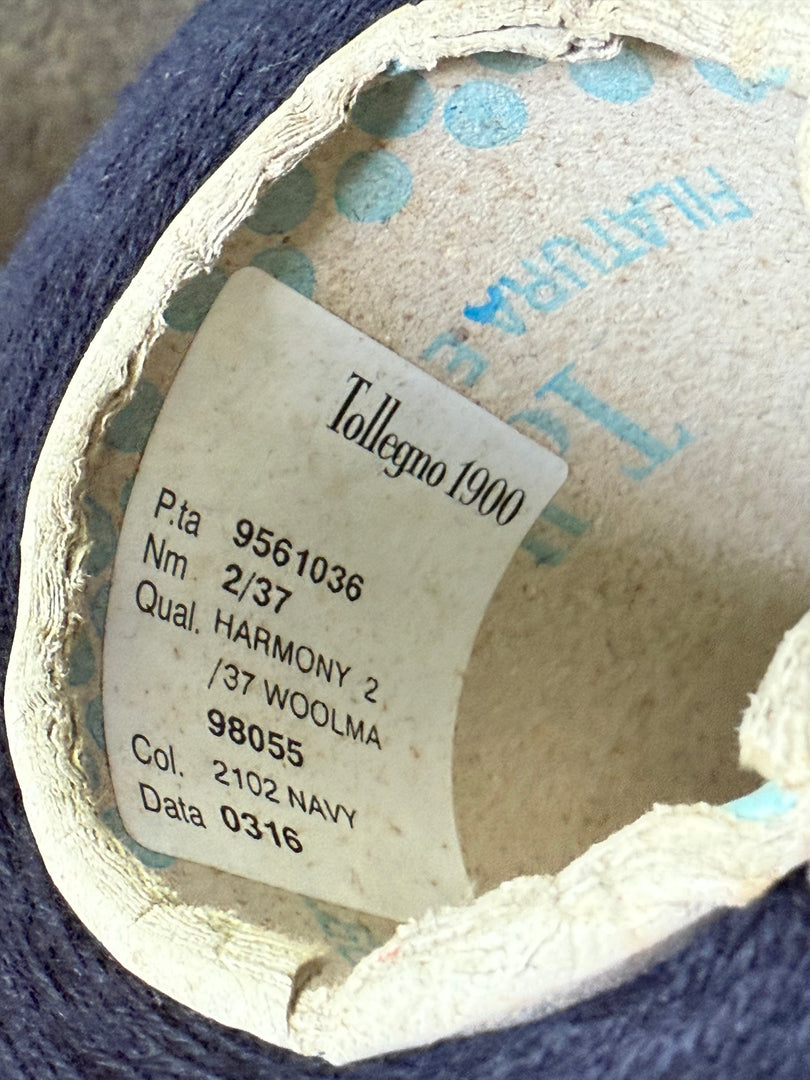 FILATURA E
To
Tollegno 1900
P.ta 9561036
Nm 2/37
Qual. HARMONY 2
/37 WOOLMA
98055
Col. 2102 NAVY
Data 0316